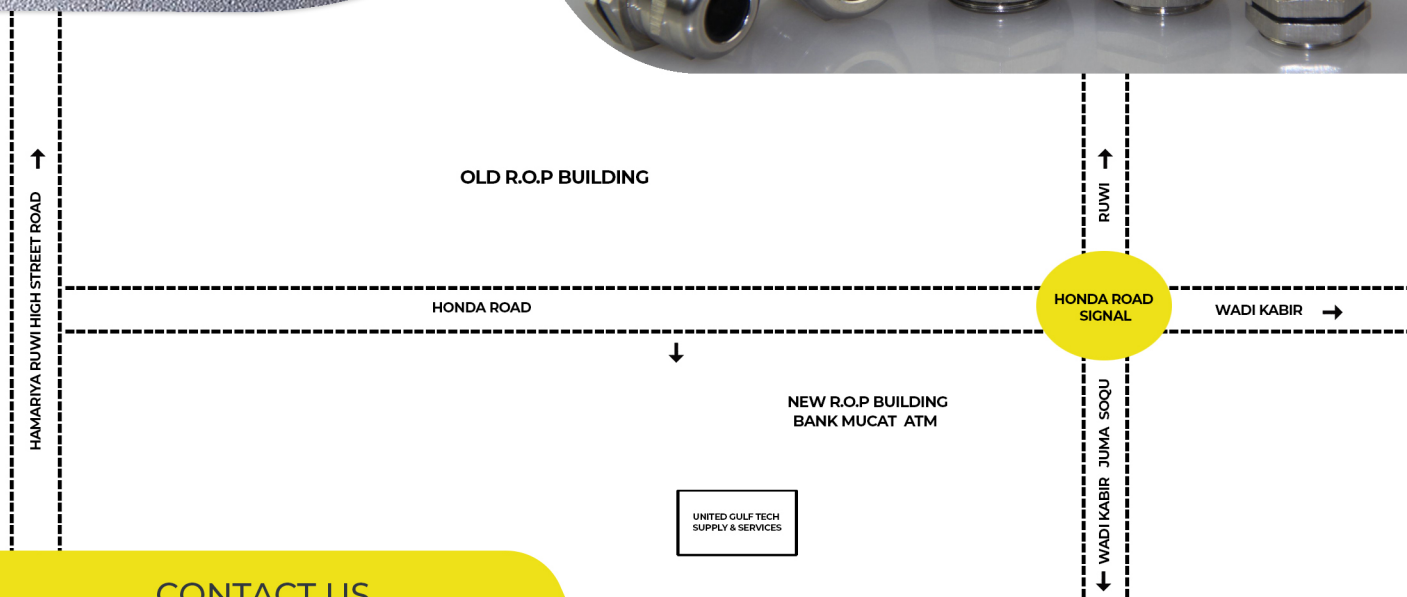 OLD R.O.P BUILDING
HAMARIYA RUWI HIGH STREET ROAD
RUWI
HONDA ROAD
HONDA ROAD
SIGNAL
WADI KABIR
NEW R.O.P BUILDING
BANK MUCAT ATM
WADI KABIR JUMA SOQU
UNITED GULF TECH
SUPPLY & SERVICES
CONTACT US